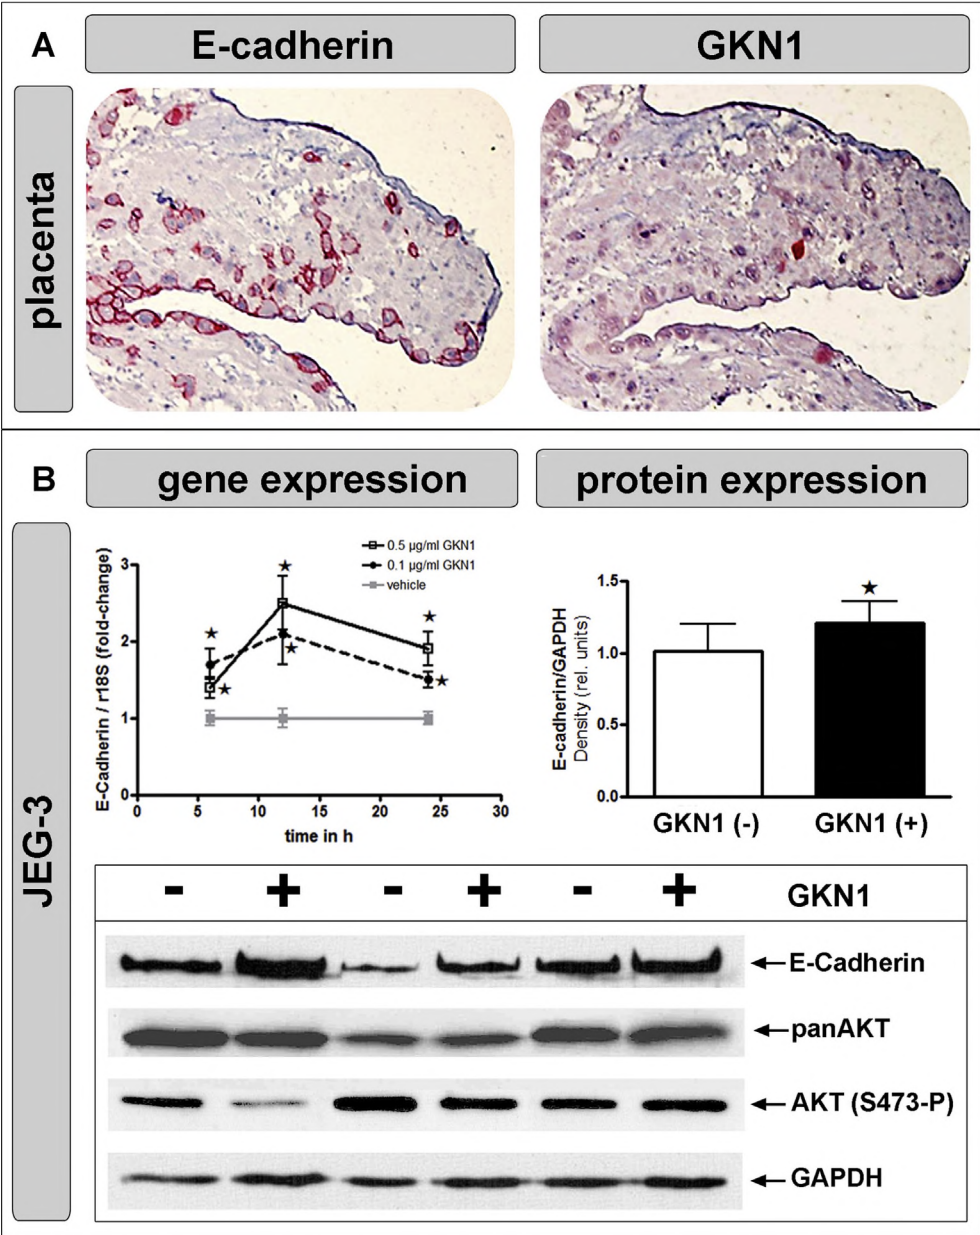 A
E-cadherin
GKN1
placenta
B
gene expression
protein expression
JEG-3
E-Cadherin / r18S (fold-change)
3
2
1
0
0 5 10 15 20 25 30
time in h
0.5 µg/ml GKN1
0.1 µg/ml GKN1
vehicle
E-cadherin/GAPDH
Density (rel. units)
1.5
1.0
0.5
0.0
GKN1 (-)
GKN1 (+)
- + - + - + GKN1
E-Cadherin
panAKT
AKT (S473-P)
GAPDH